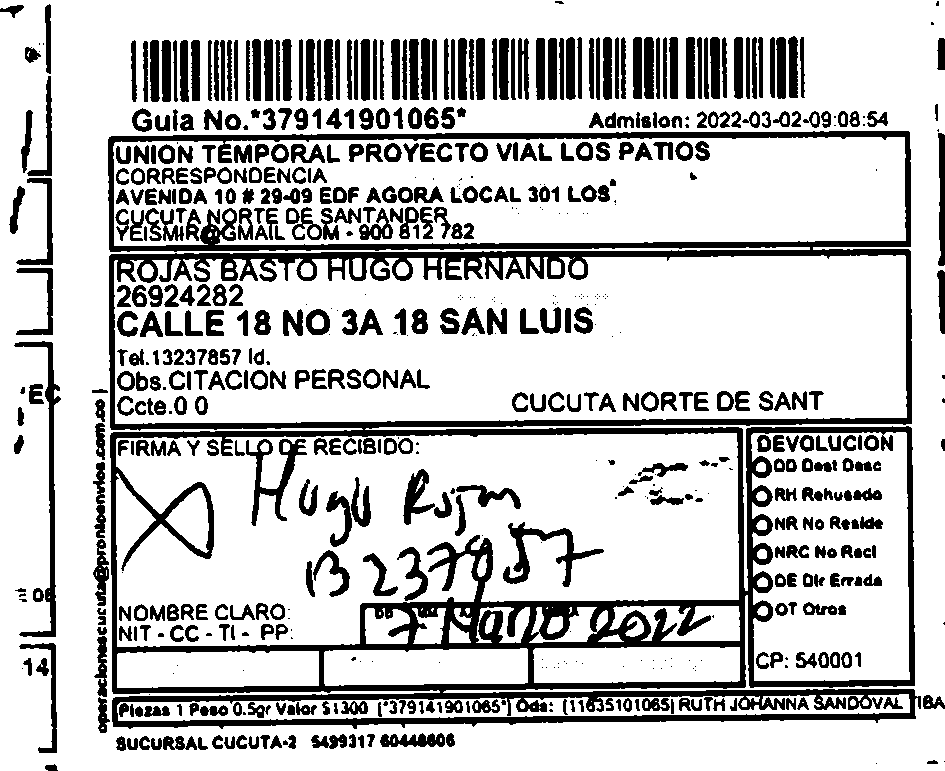 Guia No.*379141901065*
Admision: 2022-03-02-09:08:54
UNION TEMPORAL PROYECTO VIAL LOS PATIOS
CORRESPONDENCIA
AVENIDA 10 # 29-09 EDF AGORA LOCAL 301 LOS
CUCUTA NORTE DE SANTANDER
YEISMIR@GMAIL COM - 900 812 782
ROJAS BASTO HUGO HERNANDO
26924282
CALLE 18 NO 3A 18 SAN LUIS
Tel.13237857 Id.
Obs.CITACION PERSONAL
Ccte.0 0
CUCUTA NORTE DE SANT
FIRMA Y SELLO DE RECIBIDO:
Hugo Rojas
13237857
NOMBRE CLARO:
NIT - CC - TI - PP:
7 Marzo 2022
DEVOLUCION
DD Dest Desc
RH Rehusado
NR No Reside
NRC No Recl
DE Dir Errada
OT Otros
CP: 540001
operacionescucuta@prontoenvios.com.co
Piezas 1 Peso 0.5gr Valor $1300 [*379141901065*] Ods: [11635101065] RUTH JOHANNA SANDOVAL TIBA
SUCURSAL CUCUTA-2 5499317 60448606
EC
08
14